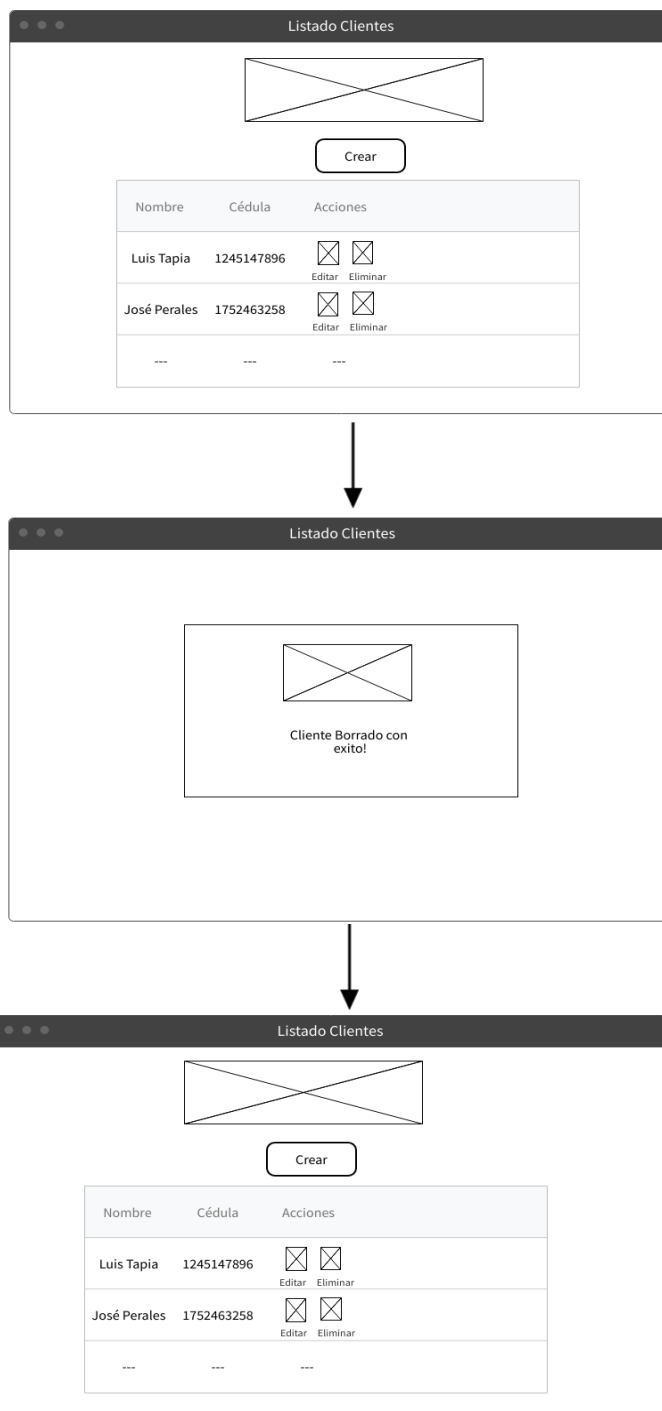 Listado Clientes
Crear
Nombre Cédula Acciones
Luis Tapia 1245147896
Editar Eliminar
José Perales 1752463258
Editar Eliminar
--- --- ---
Listado Clientes
Cliente Borrado con
exito!
Listado Clientes
Crear
Nombre Cédula Acciones
Luis Tapia 1245147896
Editar Eliminar
José Perales 1752463258
Editar Eliminar
--- --- ---